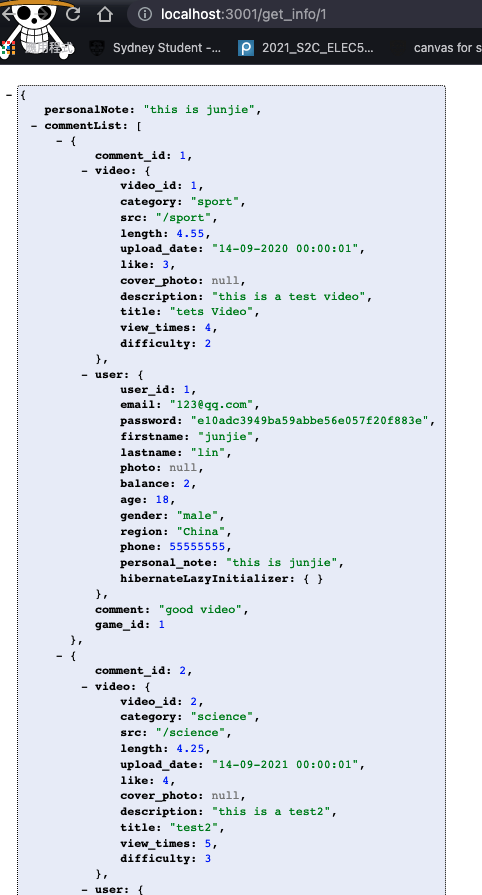 localhost:3001/get_info/1
Sydney Student -... 2021_S2C_ELEC5... canvas for s
- {
personalNote: "this is junjie",
- commentList: [
- {
comment_id: 1,
- video: {
video_id: 1,
category: "sport",
src: "/sport",
length: 4.55,
upload_date: "14-09-2020 00:00:01",
like: 3,
cover_photo: null,
description: "this is a test video",
title: "tets Video",
view_times: 4,
difficulty: 2
},
- user: {
user_id: 1,
email: "123@qq.com",
password: "e10adc3949ba59abbe56e057f20f883e",
firstname: "junjie",
lastname: "lin",
photo: null,
balance: 2,
age: 18,
gender: "male",
region: "China",
phone: 55555555,
personal_note: "this is junjie",
hibernateLazyInitializer: { }
},
comment: "good video",
game_id: 1
},
- {
comment_id: 2,
- video: {
video_id: 2,
category: "science",
src: "/science",
length: 4.25,
upload_date: "14-09-2021 00:00:01",
like: 4,
cover_photo: null,
description: "this is a test2",
title: "test2",
view_times: 5,
difficulty: 3
},
- user: {